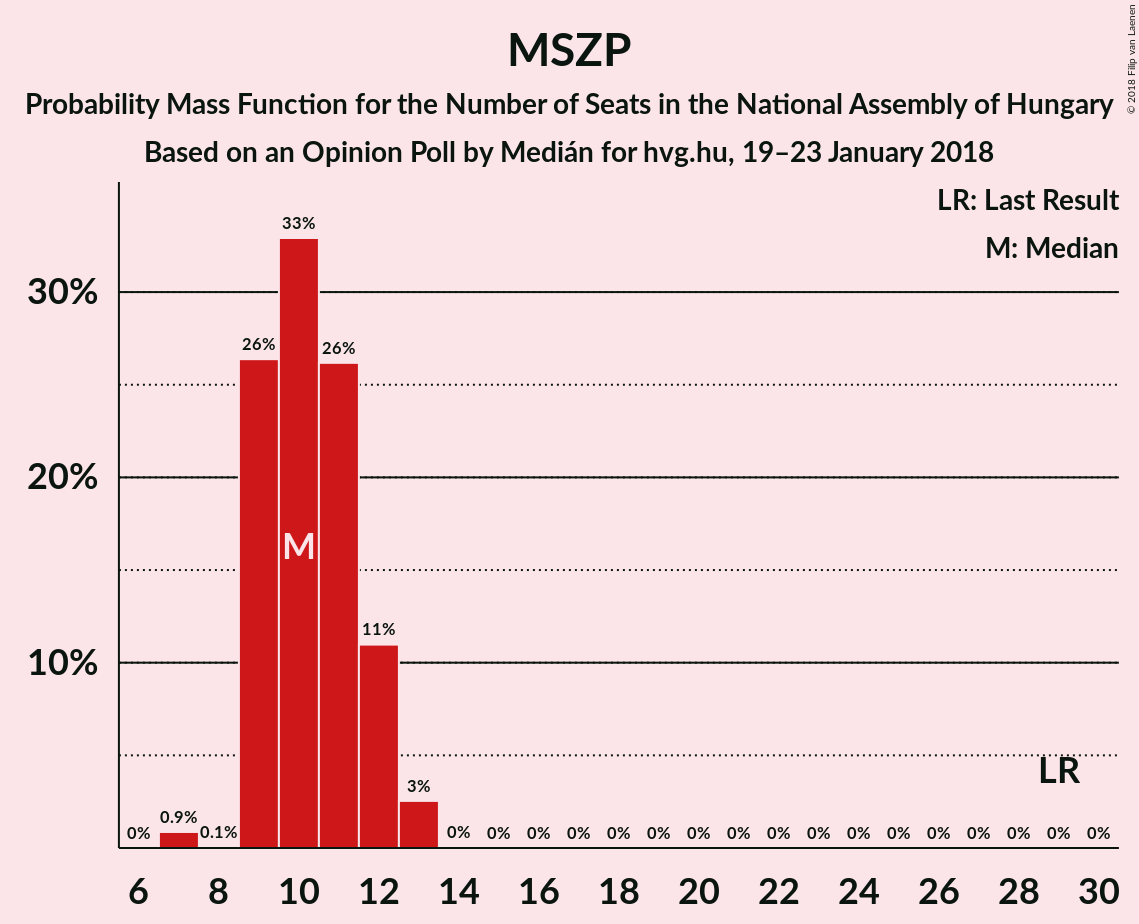 MSZP
Probability Mass Function for the Number of Seats in the National Assembly of Hungary
Based on an Opinion Poll by Medián for hvg.hu, 19–23 January 2018
© 2018 Filip van Laenen
LR: Last Result
M: Median
30%
20%
10%
0% 0.9% 0.1% 26% 33% 26% 11% 3% 0% 0% 0% 0% 0% 0% 0% 0% 0% 0% 0% 0% 0% 0% 0% 0% 0%
M
LR
6 8 10 12 14 16 18 20 22 24 26 28 30